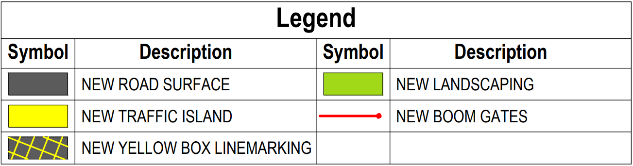 Legend
Symbol Description Symbol Description
NEW ROAD SURFACE NEW LANDSCAPING
NEW TRAFFIC ISLAND NEW BOOM GATES
NEW YELLOW BOX LINEMARKING